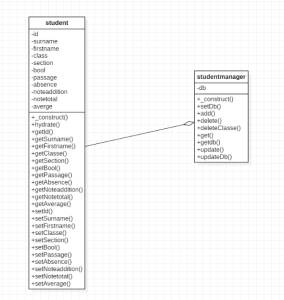 student
-id
-surname
-firstname
-class
-section
-bool
-passage
-absence
-noteaddition
-notetotal
-averge
+_construct()
+hydrate()
+getId()
+getSurname()
+getFirstname()
+getClasse()
+getSection()
+getBool()
+getPassage()
+getAbsence()
+getNoteaddition()
+getNotetotal()
+getAverage()
+setId()
+setSurname()
+setFirstname()
+setClasse()
+setSection()
+setBool()
+setPassage()
+setAbsence()
+setNoteaddition()
+setNotetotal()
+setAverage()
studentmanager
-db
+_construct()
+setDb()
+add()
+delete()
+deleteClasse()
+get()
+getdb()
+update()
+updateDb()